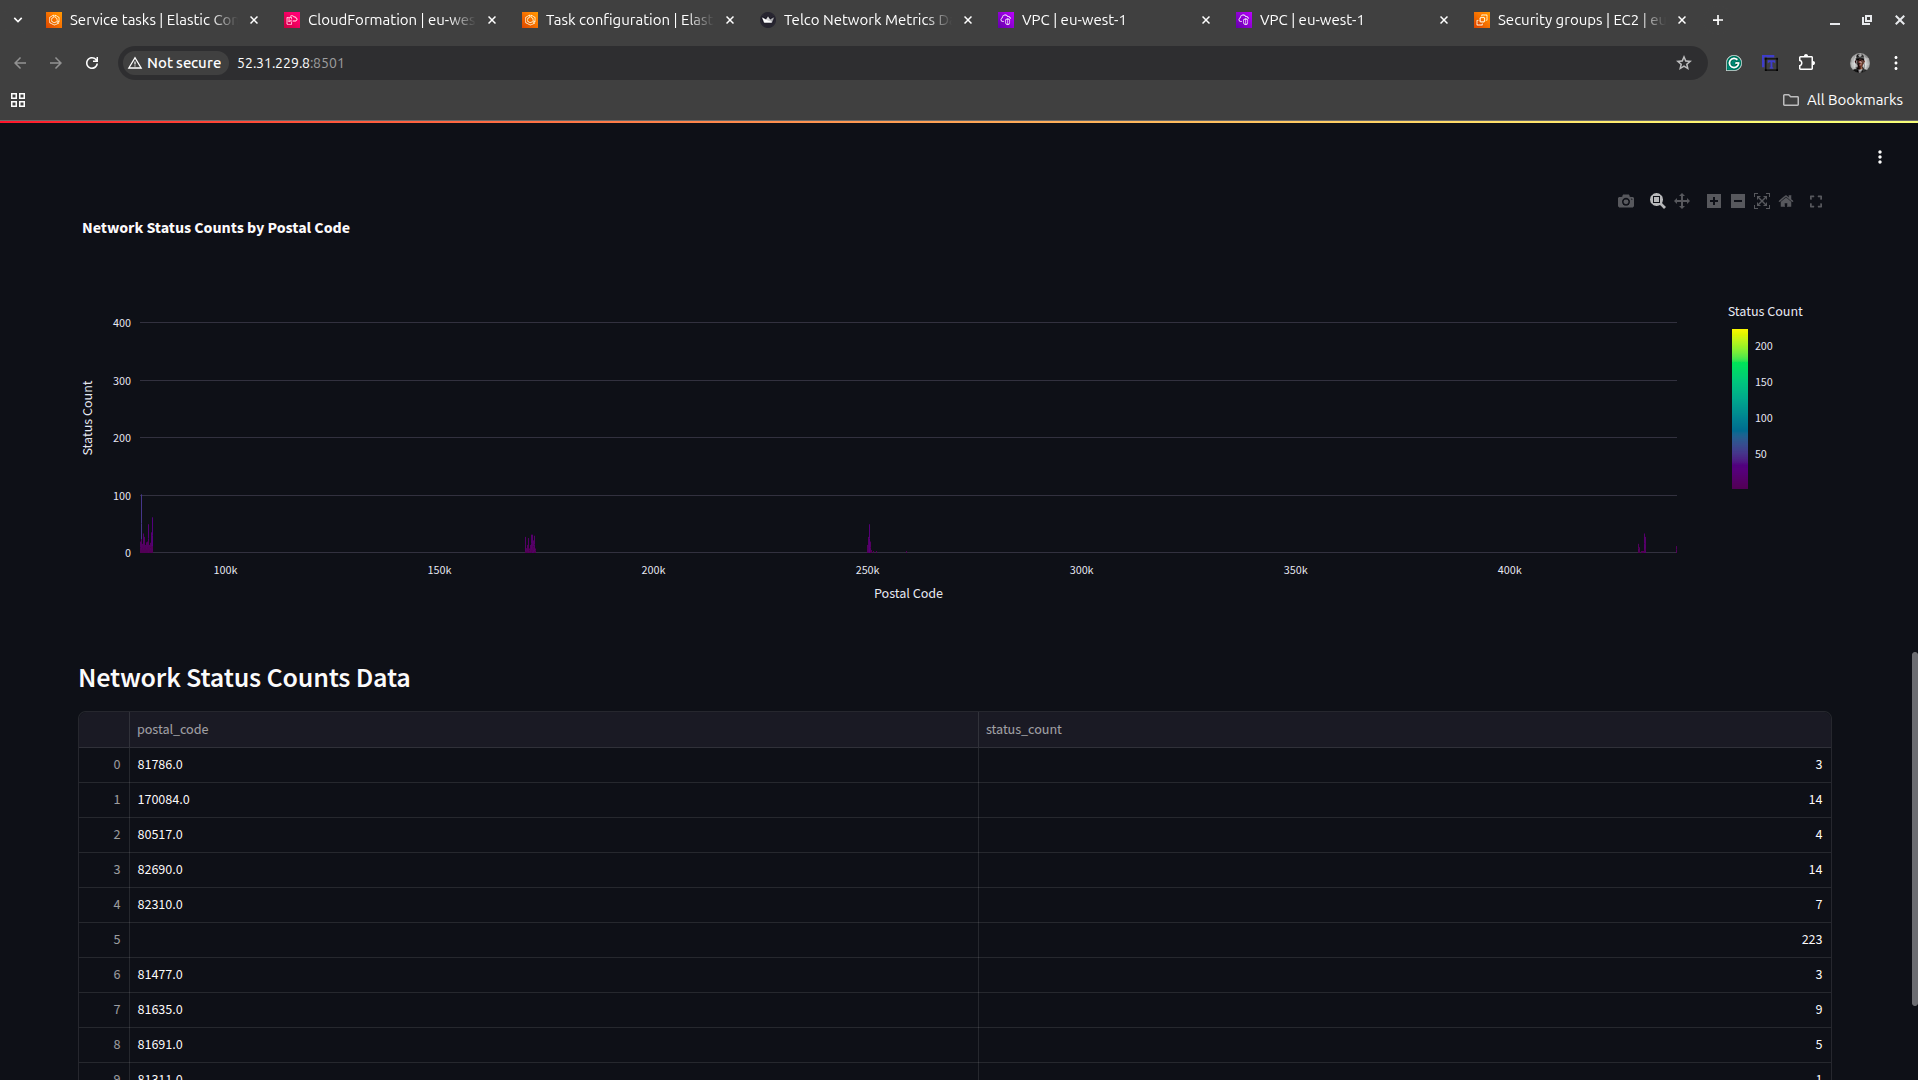 Service tasks | Elastic Con
CloudFormation | eu-wes
Task configuration | Elast
Telco Network Metrics D
VPC | eu-west-1
VPC | eu-west-1
Security groups | EC2 | eu
Not secure
52.31.229.8:8501
All Bookmarks
Network Status Counts by Postal Code
Status Count
400
300
200
100
0
100k
150k
200k
250k
300k
350k
400k
Postal Code
Status Count
200
150
100
50
Network Status Counts Data
postal_code status_count
0 81786.0 3
1 170084.0 14
2 80517.0 4
3 82690.0 14
4 82310.0 7
5 223
6 81477.0 3
7 81635.0 9
8 81691.0 5
9 81311.0 1